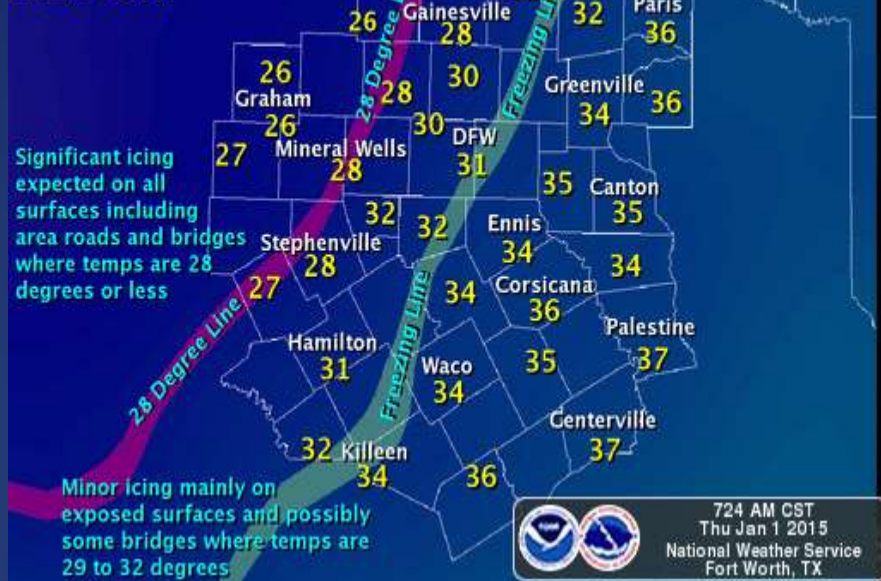 Gainesville
Paris
26
28
32
36
28 Degree
Freezing
26
28
30
Greenville
36
Graham
34
26
30
DFW
27
Mineral Wells
31
28
35
Canton
35
Significant icing
expected on all
surfaces including
area roads and bridges
where temps are 28
degrees or less
32
32
Ennis
34
Stephenville
28
34
27
34
Corsicana
36
28 Degree Line
Freezing Line
Palestine
37
Hamilton
31
Waco
34
35
Centerville
37
32
Killeen
34
36
Minor icing mainly on
exposed surfaces and possibly
some bridges where temps are
29 to 32 degrees
724 AM CST
Thu Jan 1 2015
National Weather Service
Fort Worth, TX